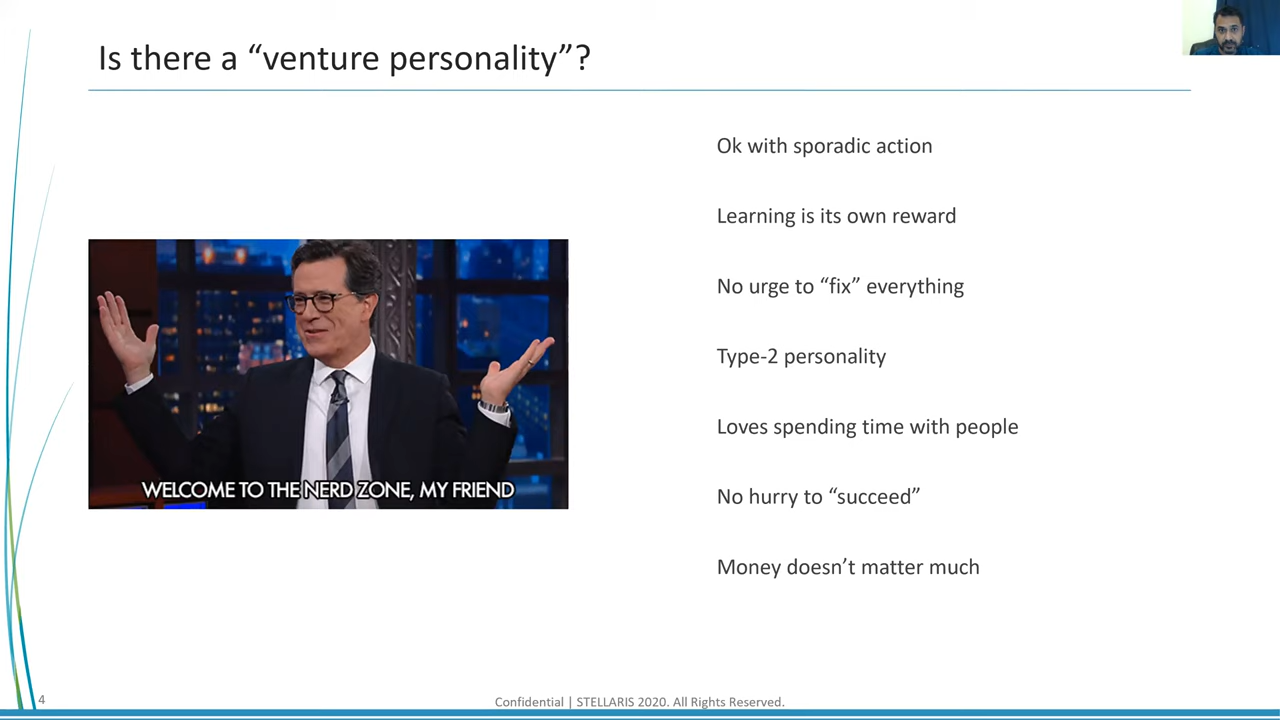 Is there a “venture personality”?
Ok with sporadic action
Learning is its own reward
No urge to “fix” everything
Type-2 personality
Loves spending time with people
No hurry to “succeed”
Money doesn’t matter much
WELCOME TO THE NERD ZONE, MY FRIEND
4
Confidential | STELLARIS 2020. All Rights Reserved.